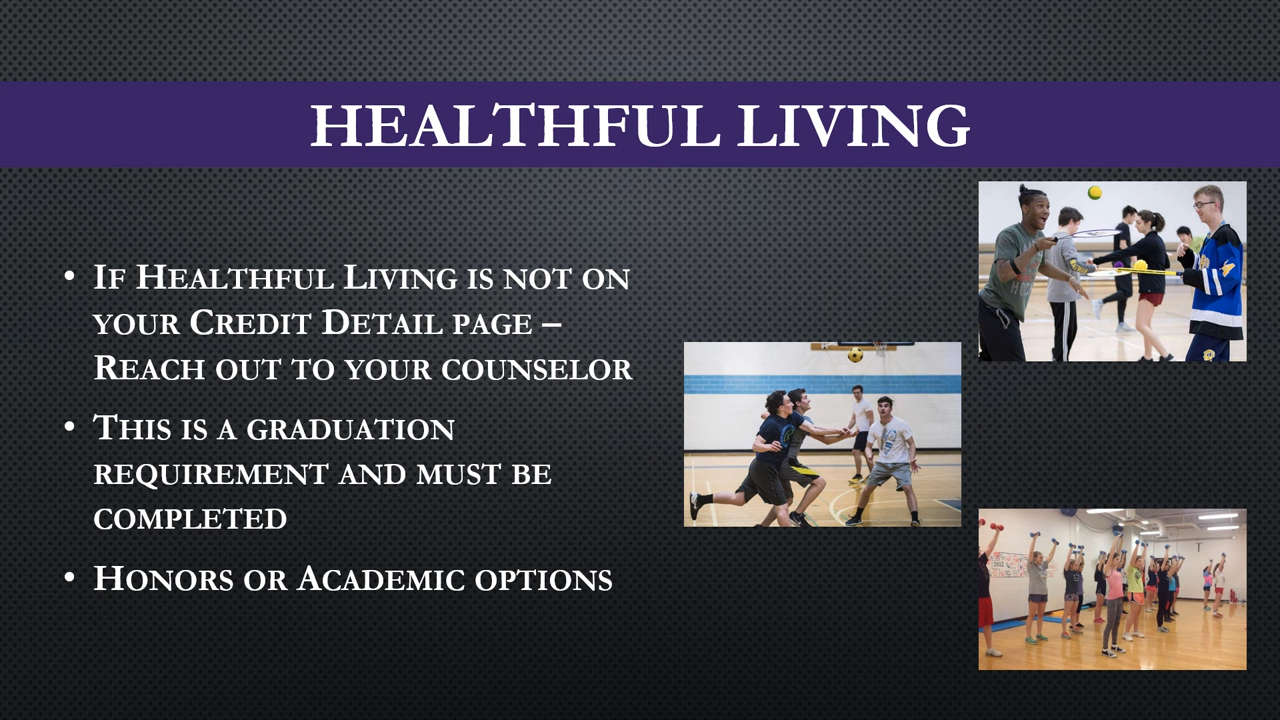 HEALTHFUL LIVING
• If Healthful Living is not on
your Credit Detail page –
Reach out to your counselor
• This is a graduation
requirement and must be
completed
• Honors or Academic options